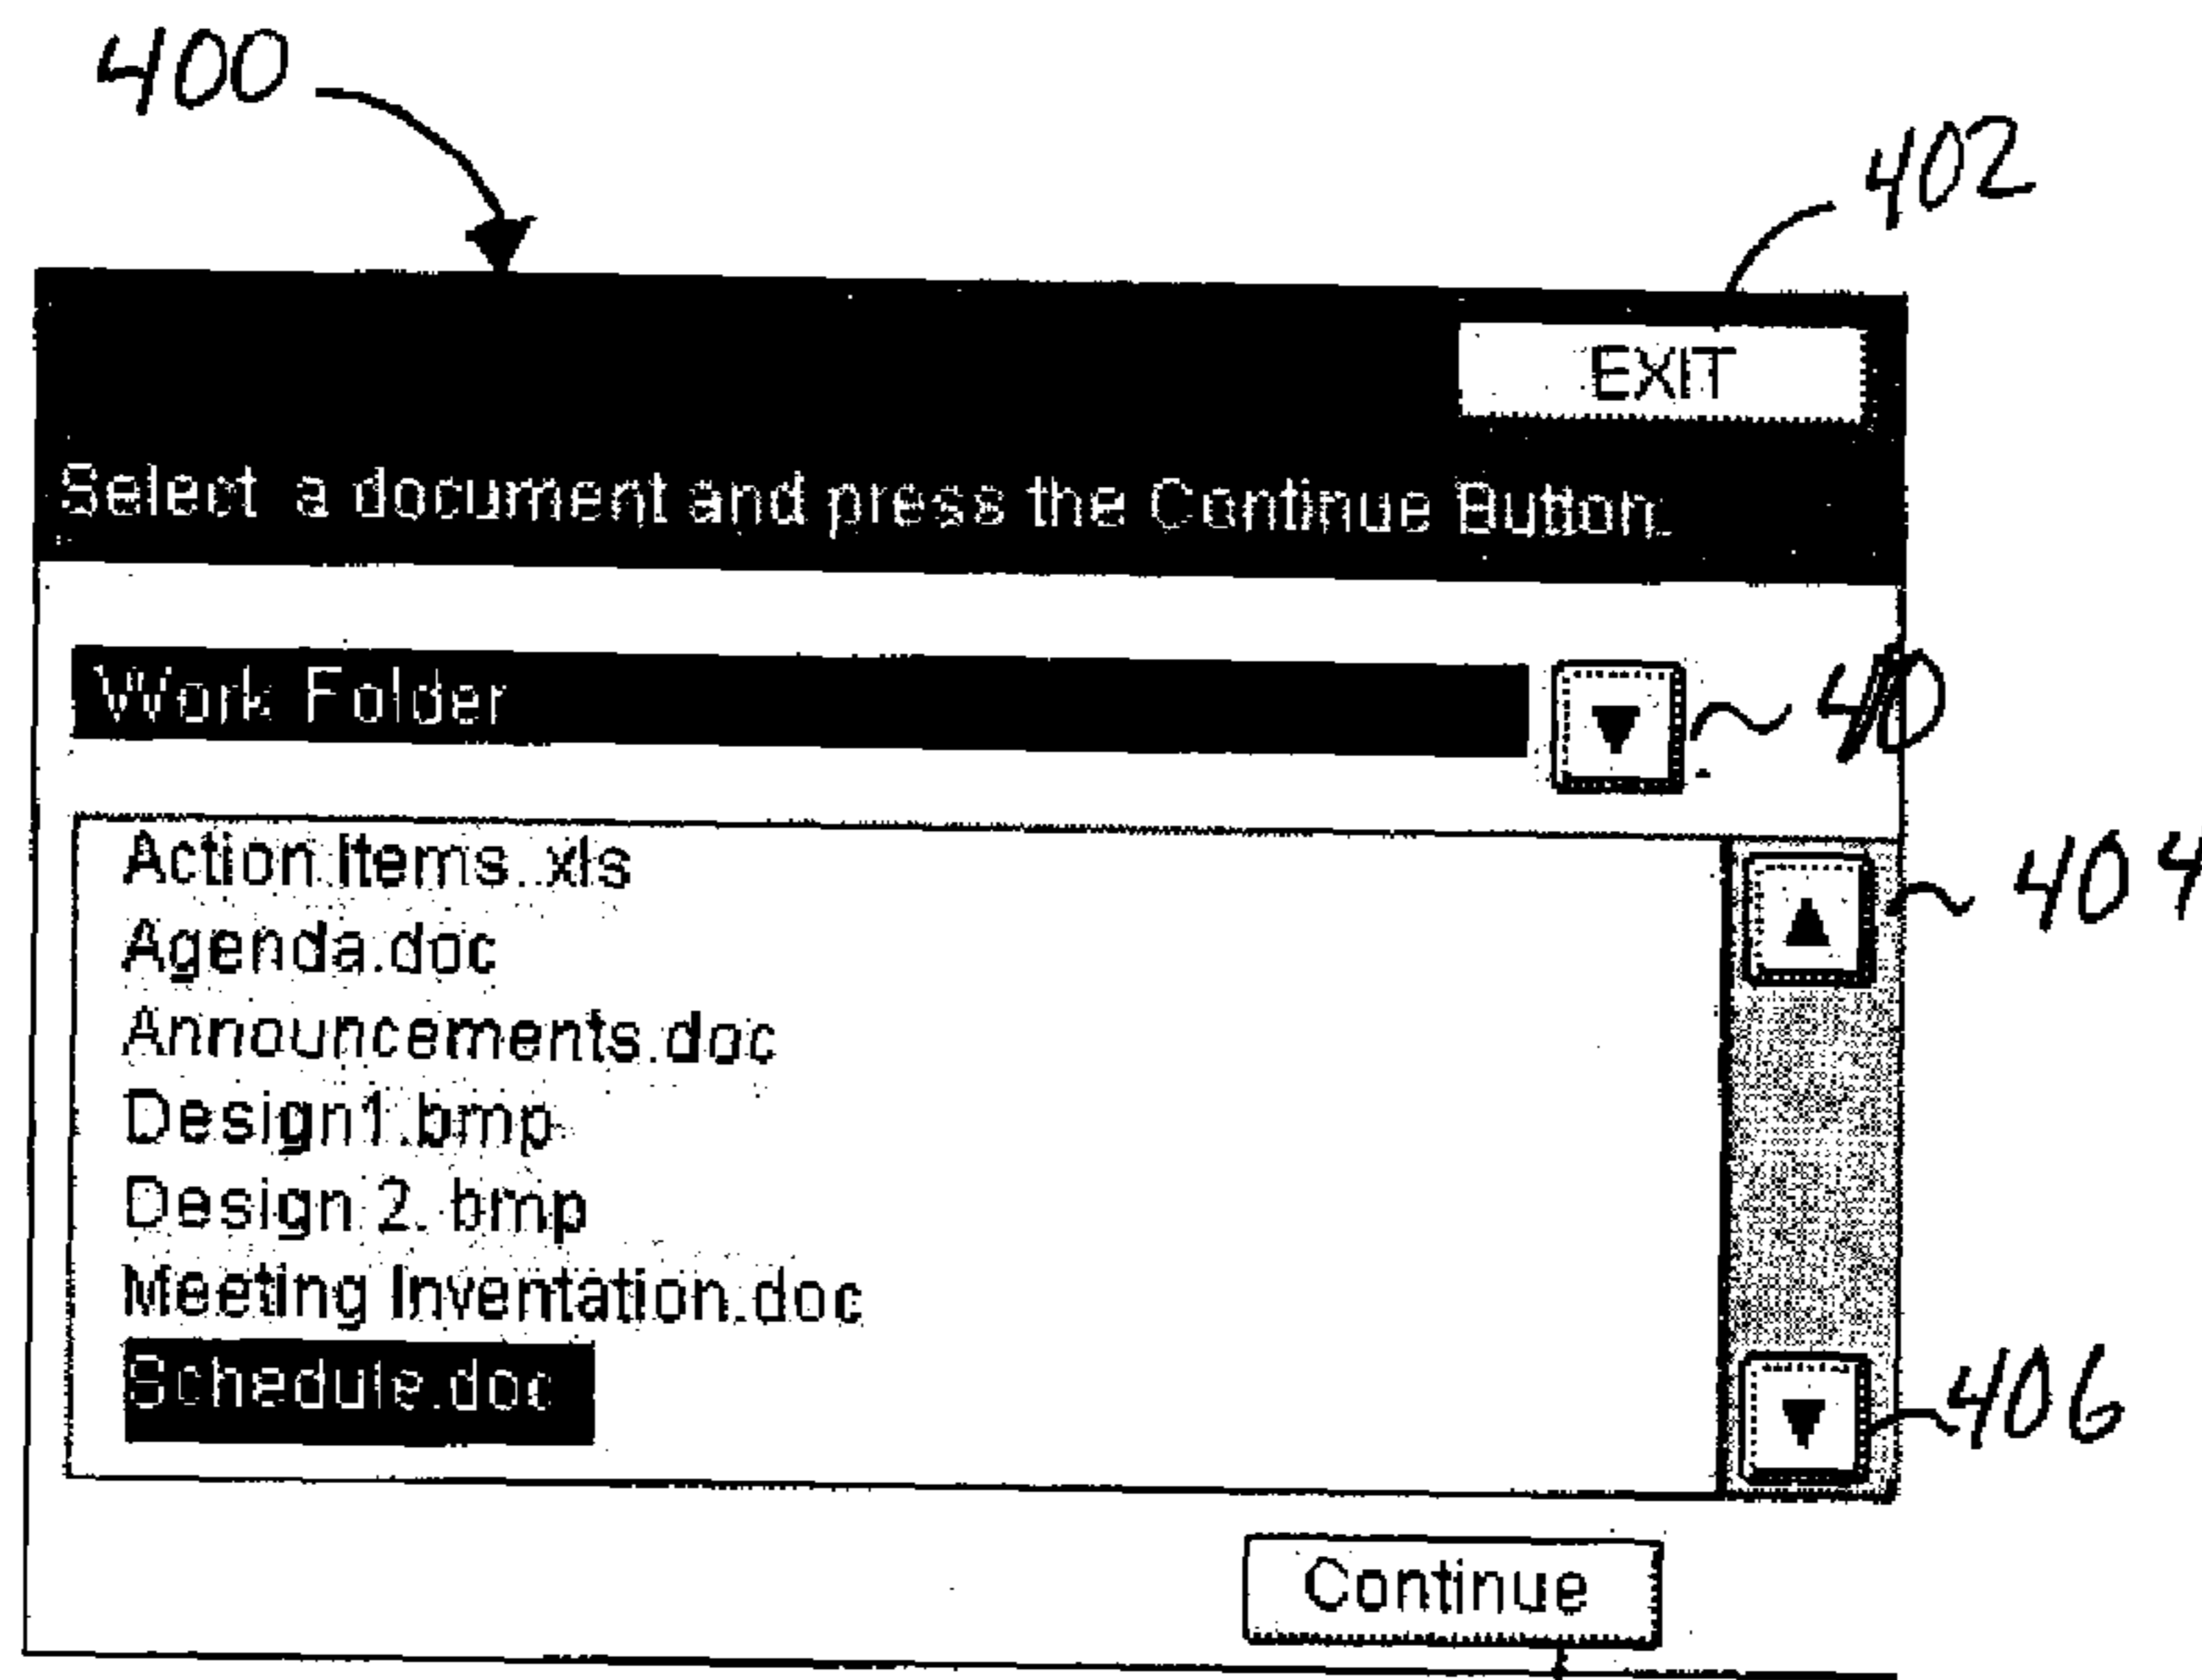 400
402
EXIT
Select a document and press the Continue Button.
Work Folder
Action Items..xls
404
Agenda.doc
Announcements.doc
Design1.bmp
Design 2. bmp
Meeting Inventation.doc
Schedule.doc
406
Continue